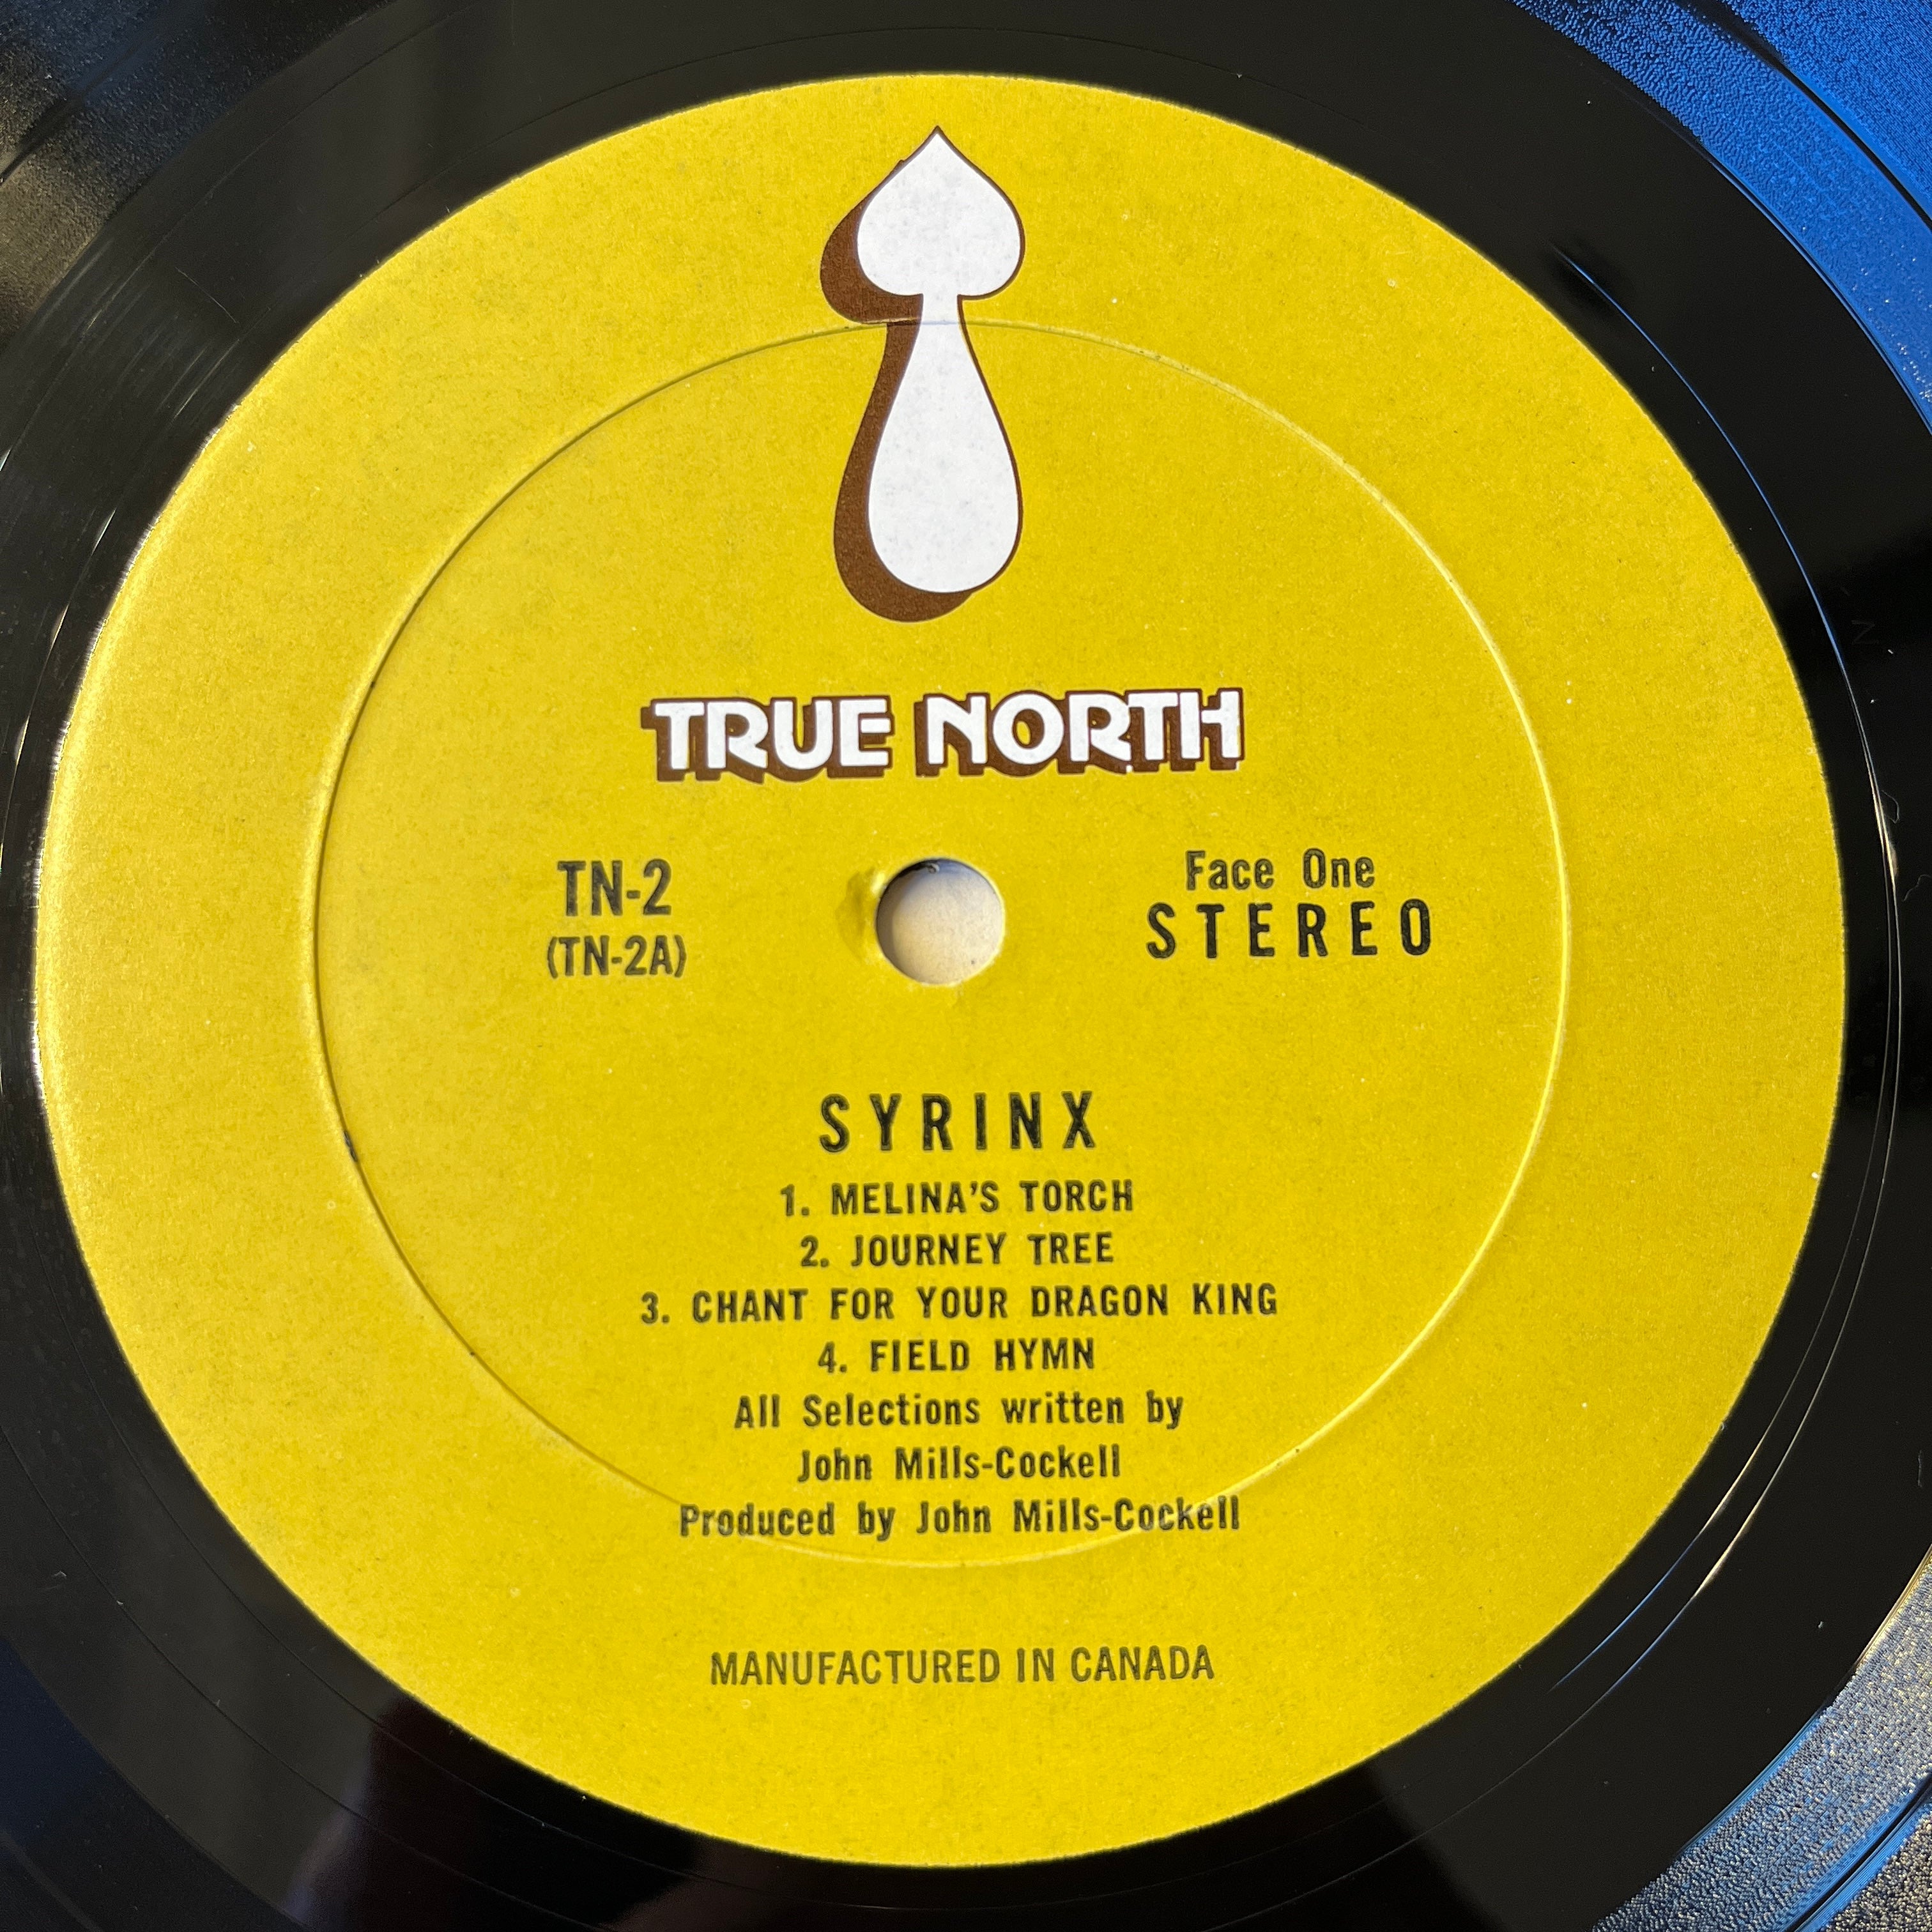 TRUE NORTH
TN-2
(TN-2A)
Face One
STEREO
SYRINX
1. MELINA'S TORCH
2. JOURNEY TREE
3. CHANT FOR YOUR DRAGON KING
4. FIELD HYMN
All Selections written by
John Mills-Cockell
Produced by John Mills-Cockell
MANUFACTURED IN CANADA